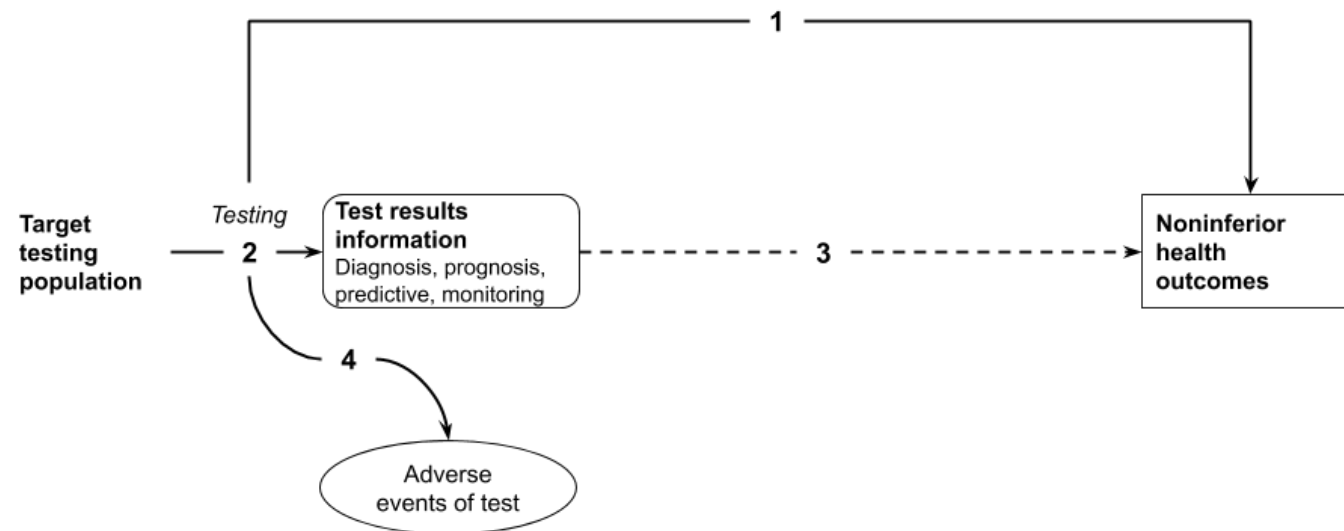 1
Testing
Target
testing
population
2
Test results
information
Diagnosis, prognosis,
predictive, monitoring
3
Noninferior
health
outcomes
4
Adverse
events of test